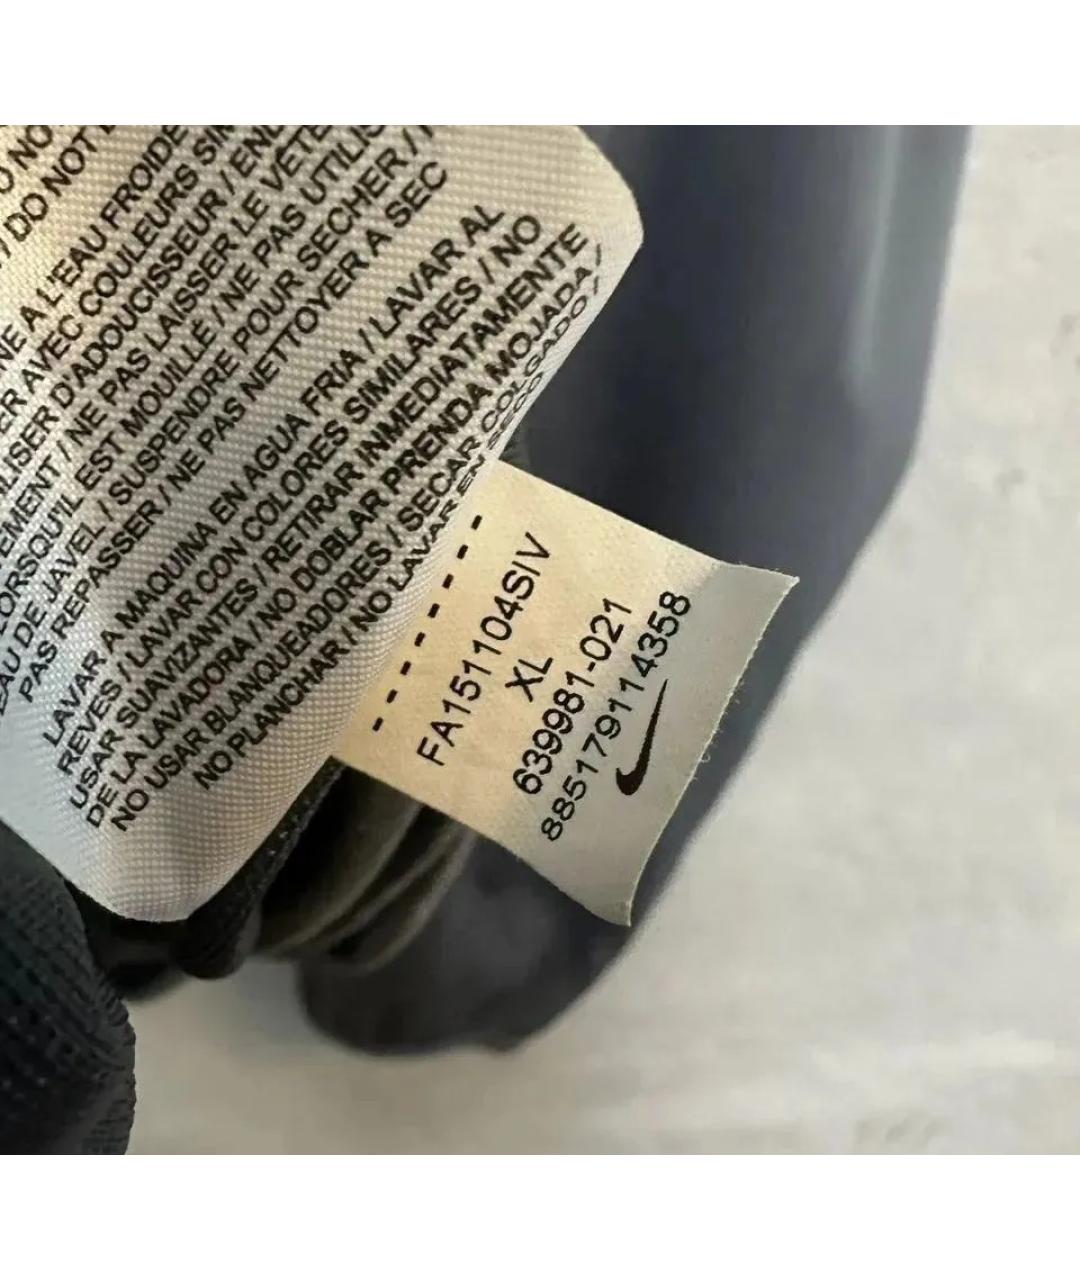 O NO
/ DO NOT
NE A L'EAU FROIDE
ER AVEC COULEURS
LISER D'ADOUCISSEUR / EN
EMENT / NE PAS LAISSER LE
LORSQU'IL EST MOUILLÉ / NE PAS
EAU DE JAVEL / SUSPENDRE POUR SECHER /
PAS REPASSER / NE PAS NETTOYER A SEC
LAVAR A MAQUINA EN AGUA FRIA / LAVAR AL
REVES / LAVAR CON COLORES SIMILARES / NO
USAR SUAVIZANTES / RETIRAR INMEDIATAMENTE
DE LA LAVADORA / NO DOBLAR PRENDA MOJADA /
NO USAR BLANQUEADORES / SECAR COLGADO /
NO PLANCHAR / NO LAVAR EN SECO
FA151104SIV
XL
639981-021
885179114358